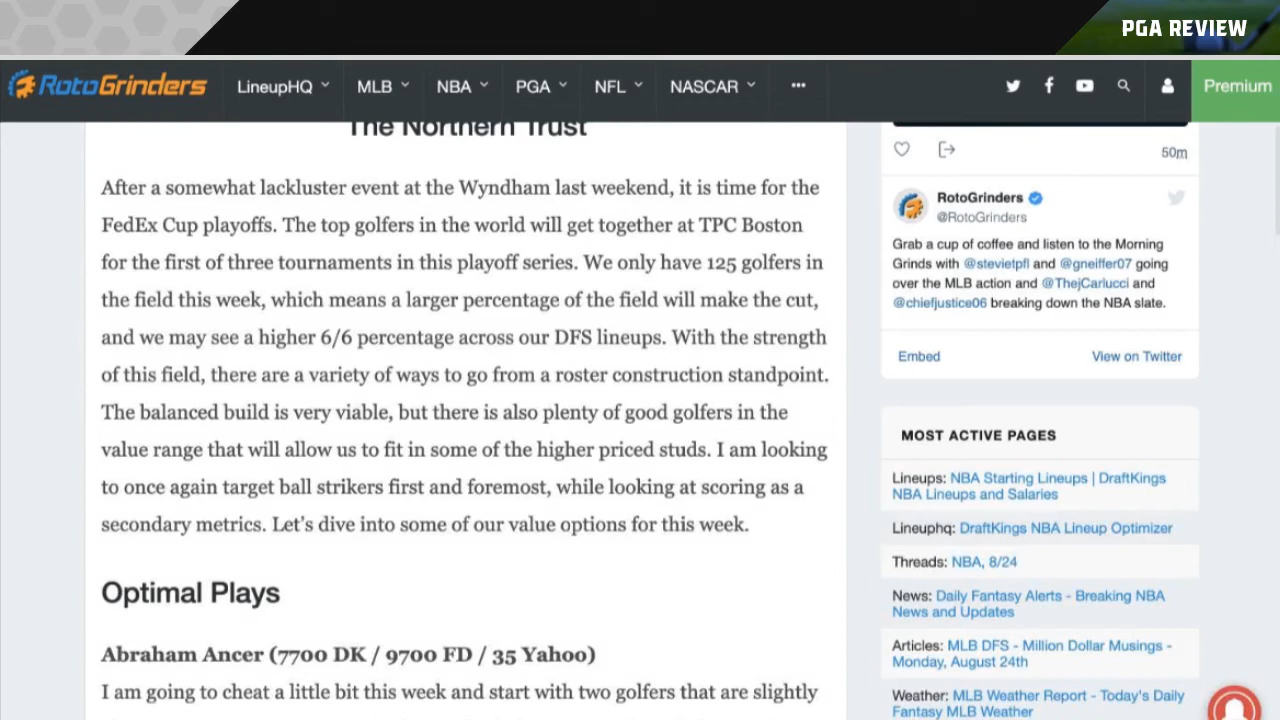 PGA REVIEW
RotoGrinders
LineupHQ MLB NBA PGA NFL NASCAR ... Premium
The Northern Trust
After a somewhat lackluster event at the Wyndham last weekend, it is time for the
FedEx Cup playoffs. The top golfers in the world will get together at TPC Boston
for the first of three tournaments in this playoff series. We only have 125 golfers in
the field this week, which means a larger percentage of the field will make the cut,
and we may see a higher 6/6 percentage across our DFS lineups. With the strength
of this field, there are a variety of ways to go from a roster construction standpoint.
The balanced build is very viable, but there is also plenty of good golfers in the
value range that will allow us to fit in some of the higher priced studs. I am looking
to once again target ball strikers first and foremost, while looking at scoring as a
secondary metrics. Let's dive into some of our value options for this week.
Optimal Plays
Abraham Ancer (7700 DK / 9700 FD / 35 Yahoo)
I am going to cheat a little bit this week and start with two golfers that are slightly
50m
RotoGrinders
@RotoGrinders
Grab a cup of coffee and listen to the Morning
Grinds with @stevietpfl and @gneiffer07 going
over the MLB action and @ThejCarlucci and
@chiefjustice06 breaking down the NBA slate.
Embed View on Twitter
MOST ACTIVE PAGES
Lineups: NBA Starting Lineups | DraftKings
NBA Lineups and Salaries
Lineuphq: DraftKings NBA Lineup Optimizer
Threads: NBA, 8/24
News: Daily Fantasy Alerts - Breaking NBA
News and Updates
Articles: MLB DFS - Million Dollar Musings -
Monday, August 24th
Weather: MLB Weather Report - Today's Daily
Fantasy MLB Weather